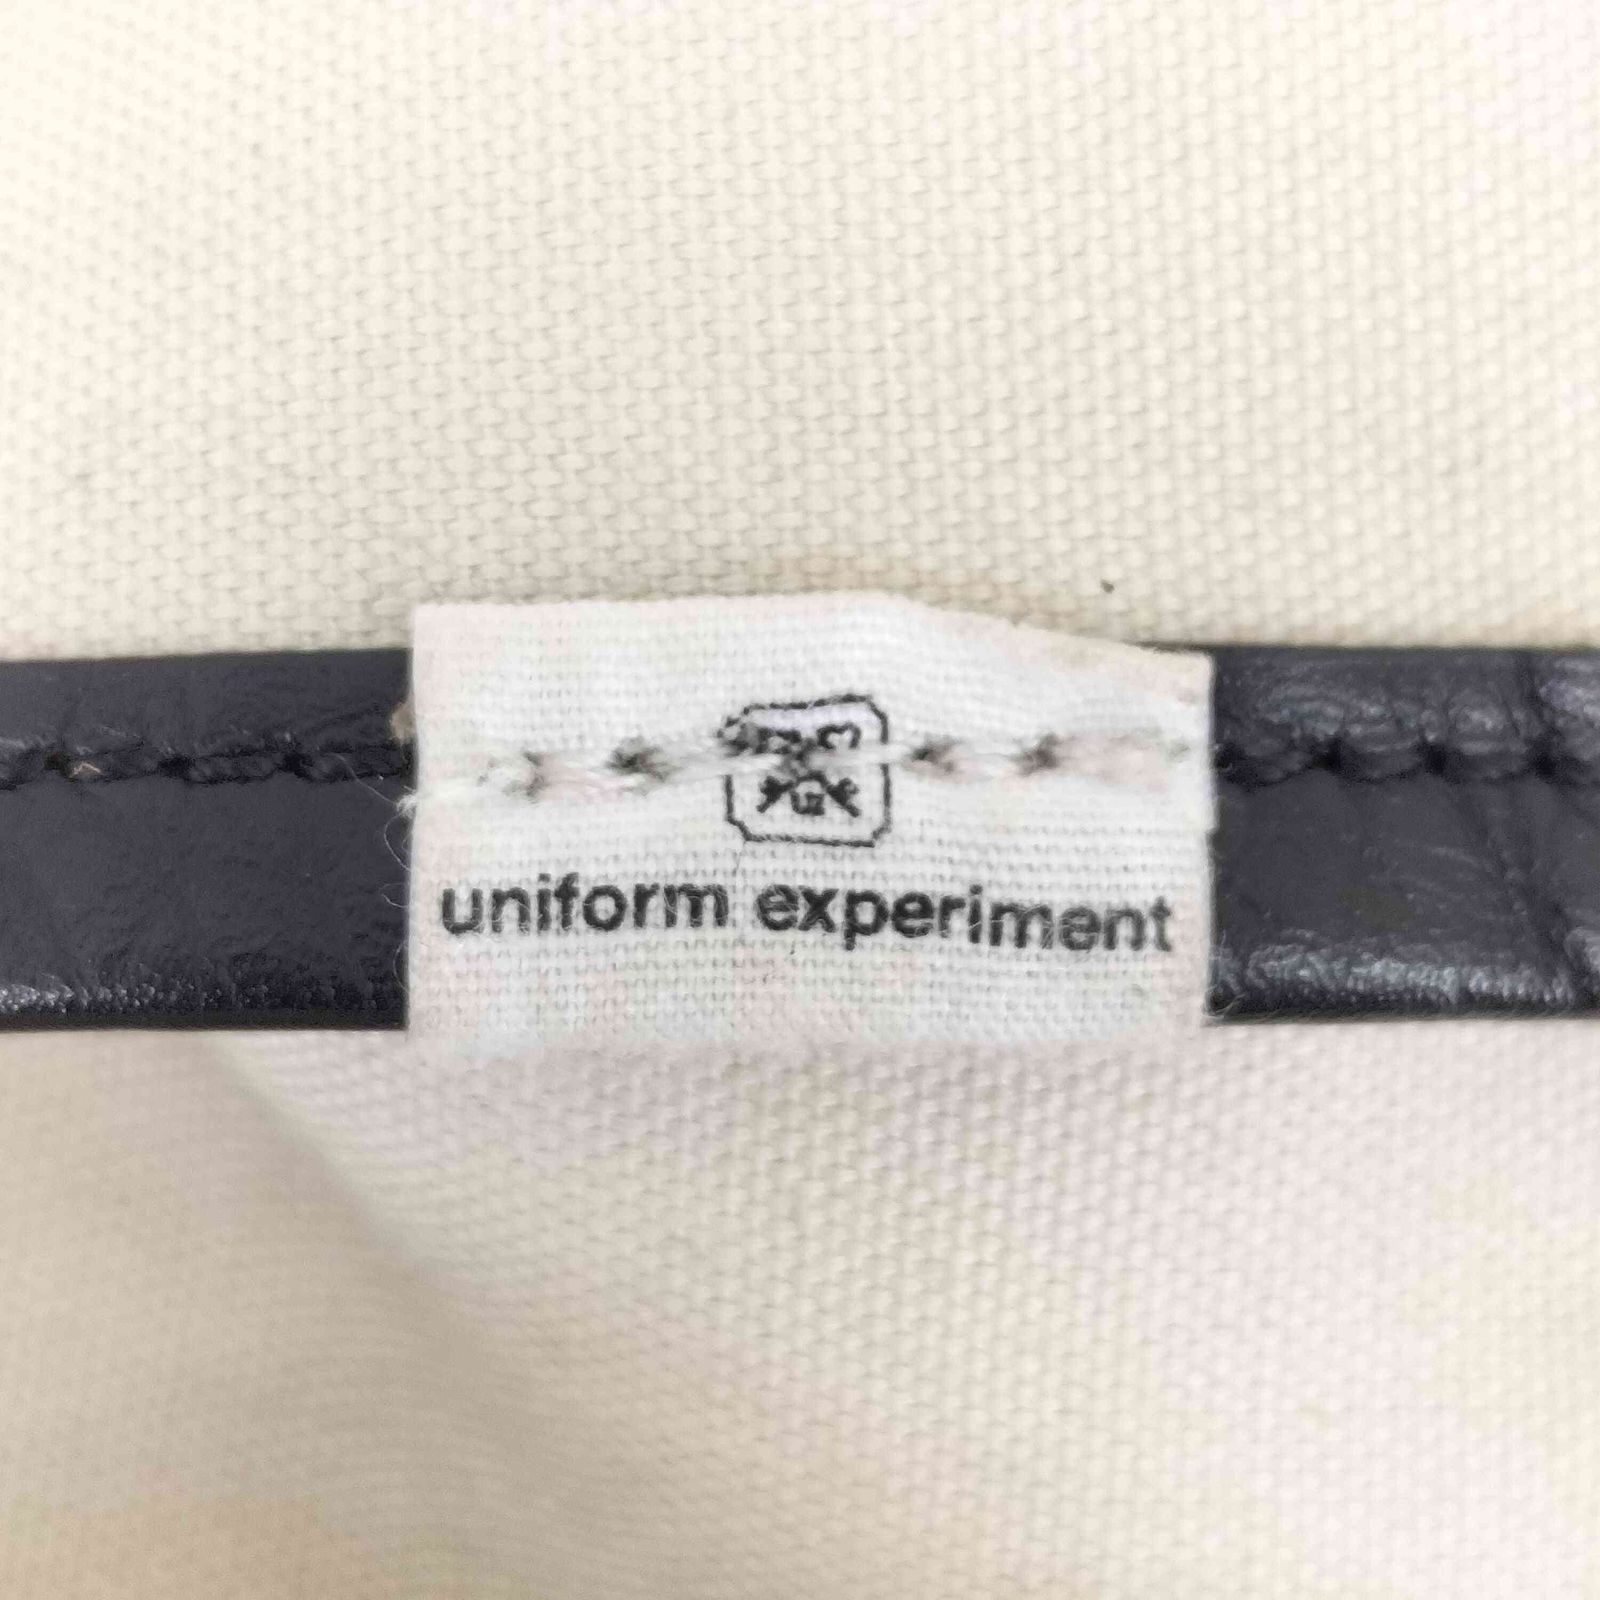 uniform experiment